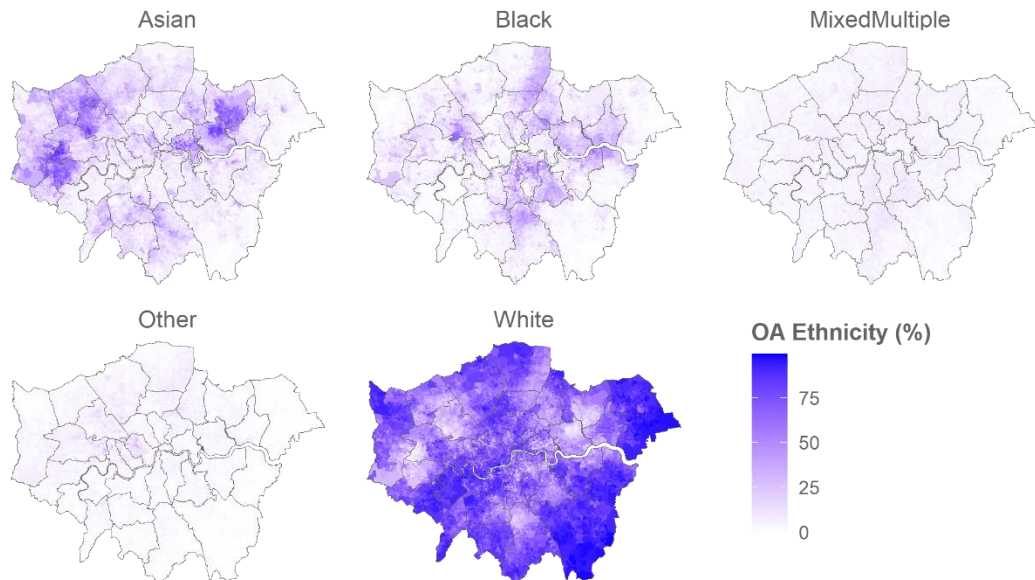 Asian
Black
MixedMultiple
Other
White
OA Ethnicity (%)
75
50
25
0